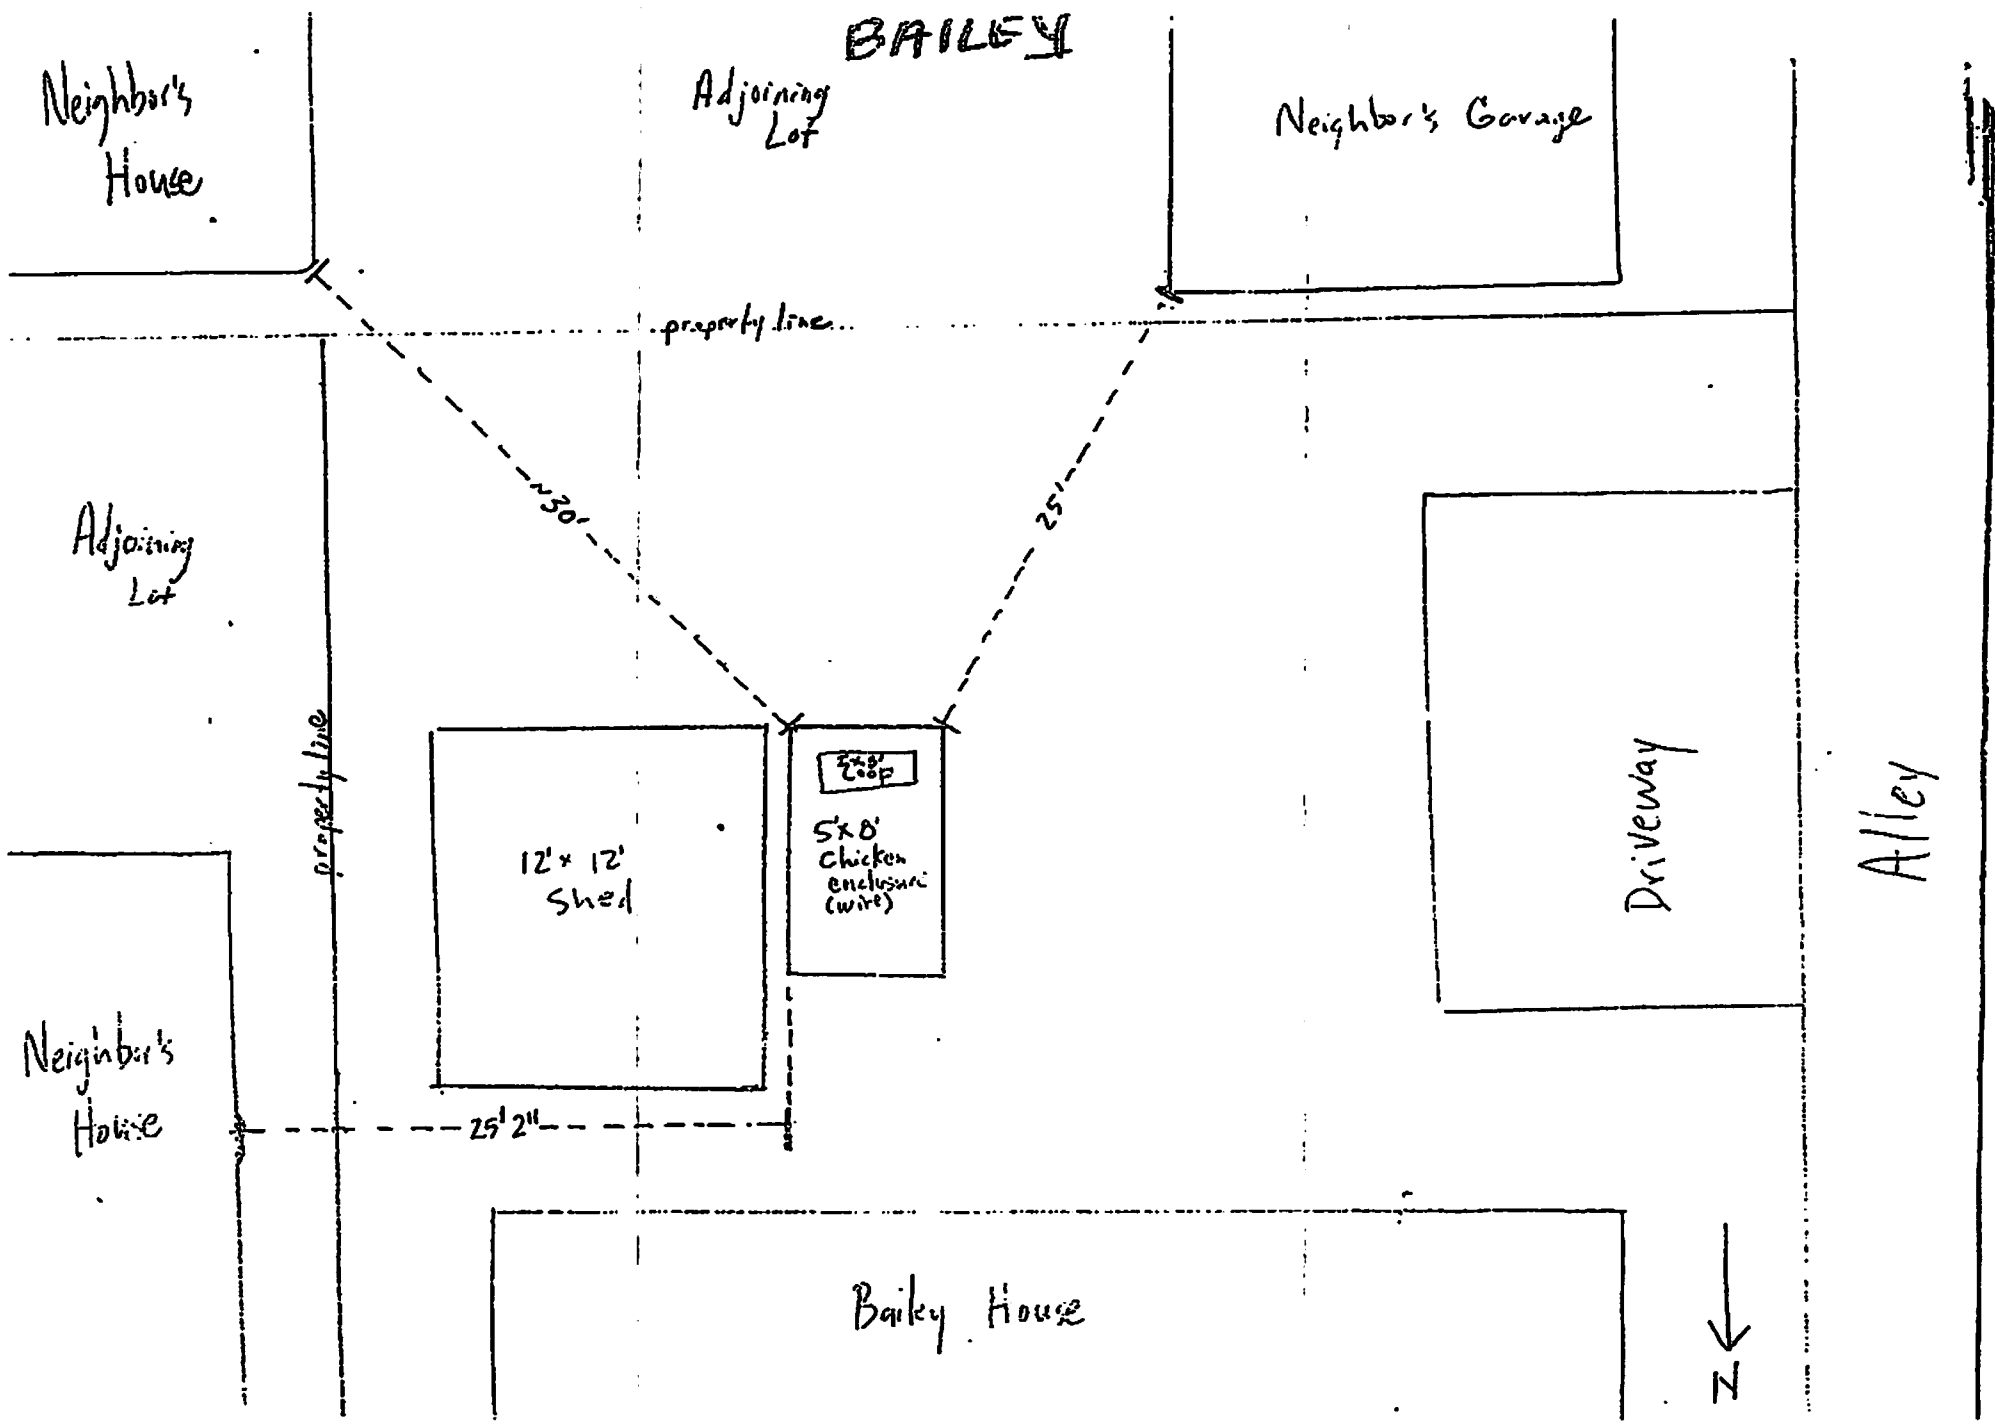 BAILEY
Neighbor's
House
Adjoining
Lot
Neighbor's Garage
property line
~30'
25'
Adjoining
Lot
property line
Coop
5'x8'
Chicken
enclosure
(wire)
12' x 12'
Shed
Driveway
Alley
Neighbor's
House
25' 2"
Bailey House
N